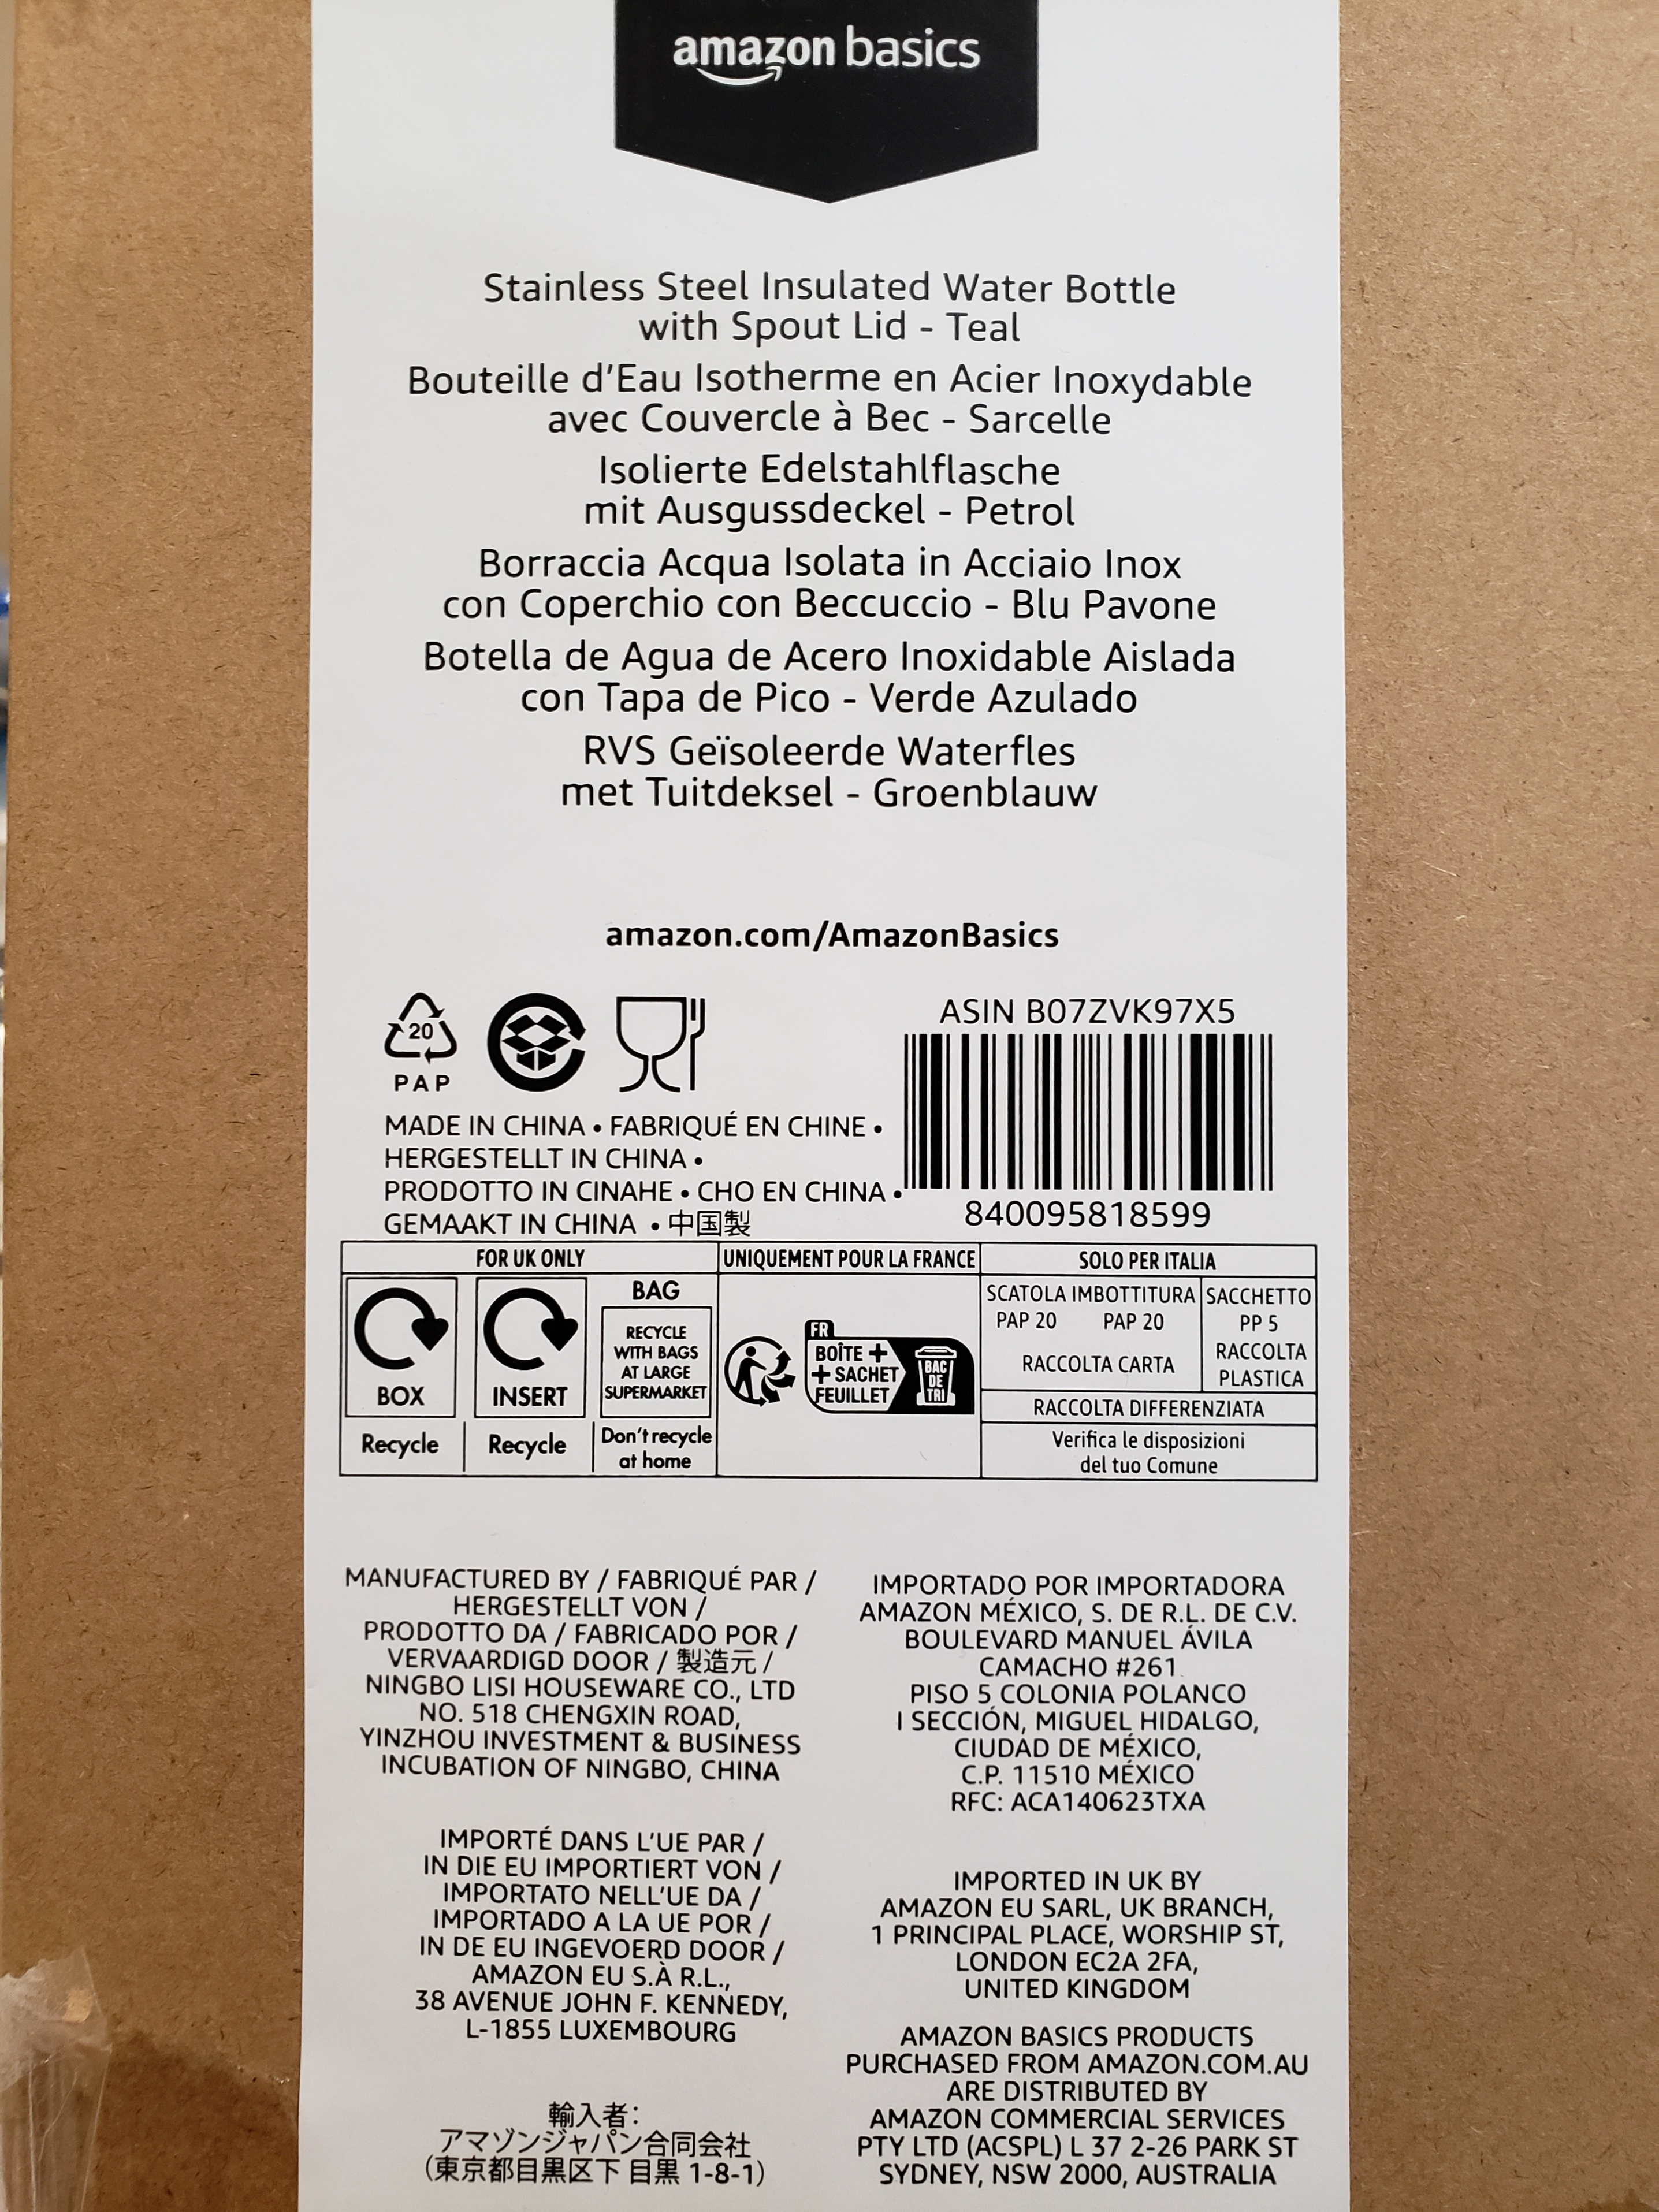 amazon basics
Stainless Steel Insulated Water Bottle
with Spout Lid - Teal
Bouteille d'Eau Isotherme en Acier Inoxydable
avec Couvercle à Bec - Sarcelle
Isolierte Edelstahlflasche
mit Ausgussdeckel - Petrol
Borraccia Acqua Isolata in Acciaio Inox
con Coperchio con Beccuccio - Blu Pavone
Botella de Agua de Acero Inoxidable Aislada
con Tapa de Pico - Verde Azulado
RVS Geïsoleerde Waterfles
met Tuitdeksel - Groenblauw
amazon.com/AmazonBasics
20
PAP
ASIN B07ZVK97X5
840095818599
MADE IN CHINA • FABRIQUÉ EN CHINE •
HERGESTELLT IN CHINA •
PRODOTTO IN CINAHE • CHO EN CHINA •
GEMAAKT IN CHINA • 中国製
FOR UK ONLY
BOX
Recycle
INSERT
Recycle
BAG
RECYCLE
WITH BAGS
AT LARGE
SUPERMARKET
Don't recycle
at home
UNIQUEMENT POUR LA FRANCE
FR
BOÎTE +
+ SACHET
FEUILLET
BAC
DE
TRI
SOLO PER ITALIA
SCATOLA IMBOTTITURA
PAP 20 PAP 20
RACCOLTA CARTA
SACCHETTO
PP 5
RACCOLTA
PLASTICA
RACCOLTA DIFFERENZIATA
Verifica le disposizioni
del tuo Comune
MANUFACTURED BY / FABRIQUÉ PAR /
HERGESTELLT VON /
PRODOTTO DA / FABRICADO POR /
VERVAARDIGD DOOR / 製造元 /
NINGBO LISI HOUSEWARE CO., LTD
NO. 518 CHENGXIN ROAD,
YINZHOU INVESTMENT & BUSINESS
INCUBATION OF NINGBO, CHINA
IMPORTÉ DANS L'UE PAR /
IN DIE EU IMPORTIERT VON /
IMPORTATO NELL'UE DA /
IMPORTADO A LA UE POR /
IN DE EU INGEVOERD DOOR /
AMAZON EU S.À R.L.,
38 AVENUE JOHN F. KENNEDY,
L-1855 LUXEMBOURG
輸入者:
アマゾンジャパン合同会社
(東京都目黒区下目黒 1-8-1)
IMPORTADO POR IMPORTADORA
AMAZON MÉXICO, S. DE R.L. DE C.V.
BOULEVARD MANUEL ÁVILA
CAMACHO #261
PISO 5 COLONIA POLANCO
I SECCIÓN, MIGUEL HIDALGO,
CIUDAD DE MÉXICO,
C.P. 11510 MÉXICO
RFC: ACA140623TXA
IMPORTED IN UK BY
AMAZON EU SARL, UK BRANCH,
1 PRINCIPAL PLACE, WORSHIP ST,
LONDON EC2A 2FA,
UNITED KINGDOM
AMAZON BASICS PRODUCTS
PURCHASED FROM AMAZON.COM.AU
ARE DISTRIBUTED BY
AMAZON COMMERCIAL SERVICES
PTY LTD (ACSPL) L 37 2-26 PARK ST
SYDNEY, NSW 2000, AUSTRALIA